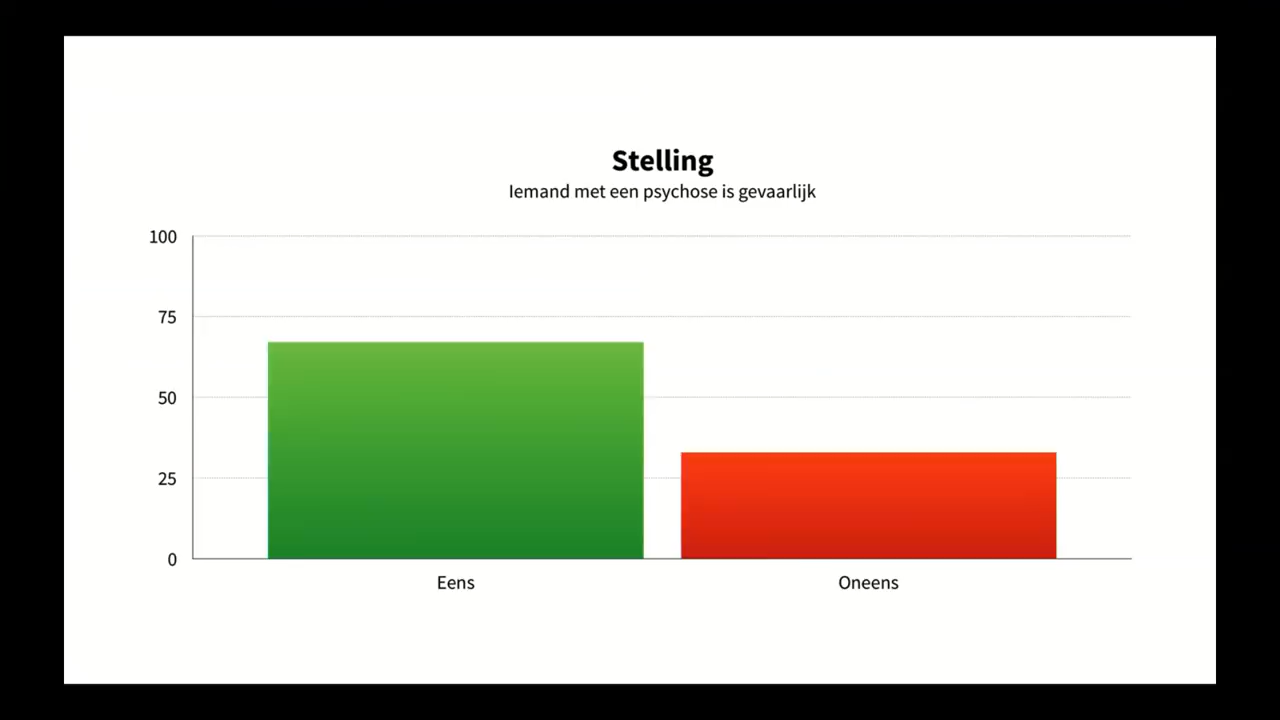 Stelling
Iemand met een psychose is gevaarlijk
100
75
50
25
0
Eens
Oneens